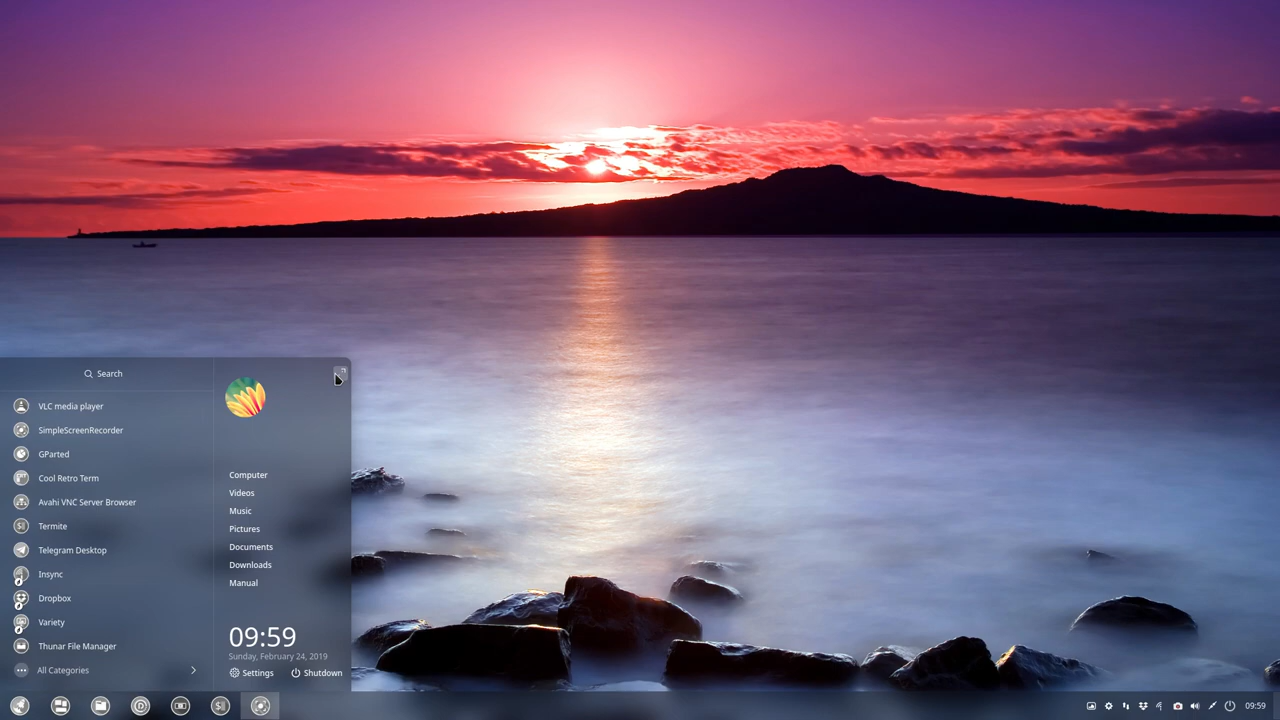 Search
VLC media player
SimpleScreenRecorder
GParted
Cool Retro Term
Avahi VNC Server Browser
Termite
Telegram Desktop
Insync
Dropbox
Variety
Thunar File Manager
All Categories
Computer
Videos
Music
Pictures
Documents
Downloads
Manual
09:59
Sunday, February 24, 2019
Settings
Shutdown
09:59